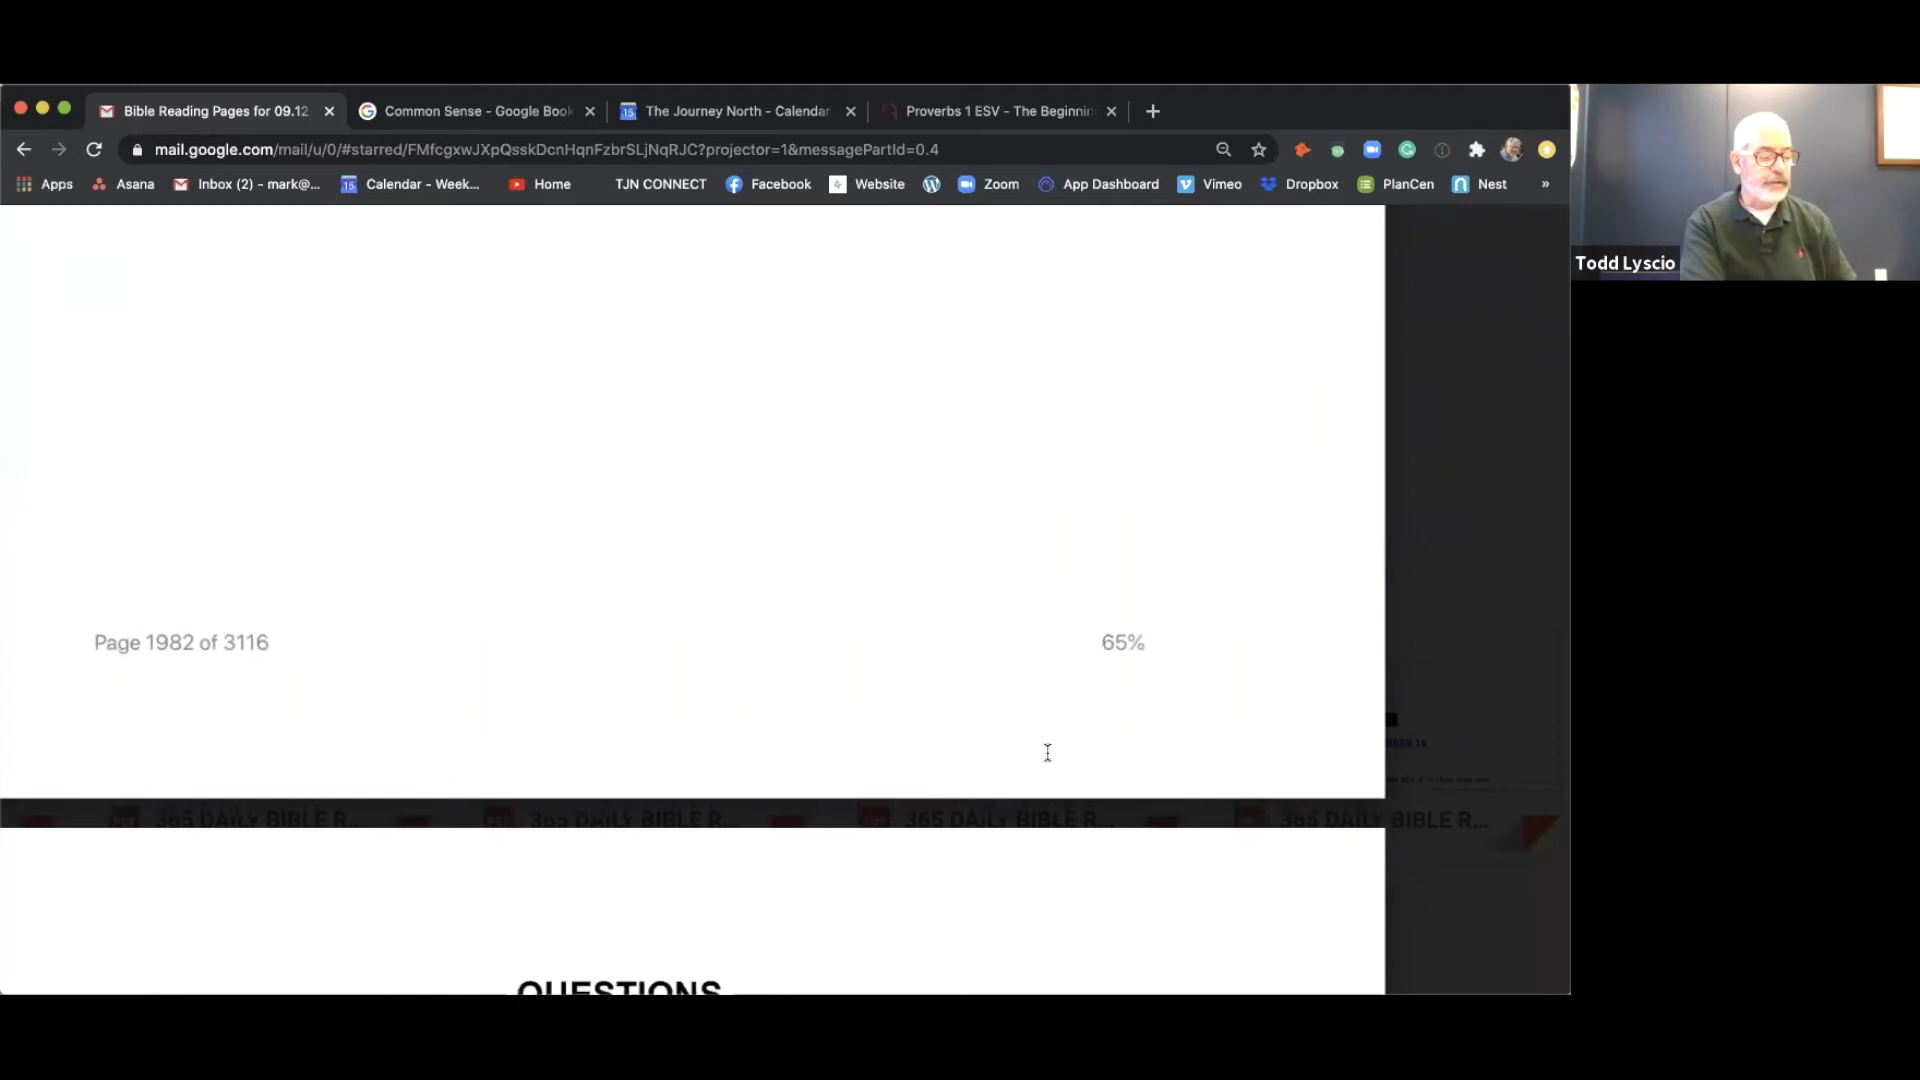 Bible Reading Pages for 09.12
Common Sense - Google Book
15 The Journey North - Calendar
Proverbs 1 ESV - The Beginnin
mail.google.com/mail/u/0/#starred/FMfcgxwJXpQsskDcnHqnFzbrSLjNqRJC?projector=1&messagePartId=0.4
Apps Asana Inbox (2) - mark@... 15 Calendar - Week... Home TJN CONNECT Facebook Website Zoom App Dashboard Vimeo Dropbox PlanCen Nest »
Todd Lyscio
Page 1982 of 3116 65%
365 DAILY BIBLE R... 365 DAILY BIBLE R... 365 DAILY BIBLE R... 365 DAILY BIBLE R...
QUESTIONS